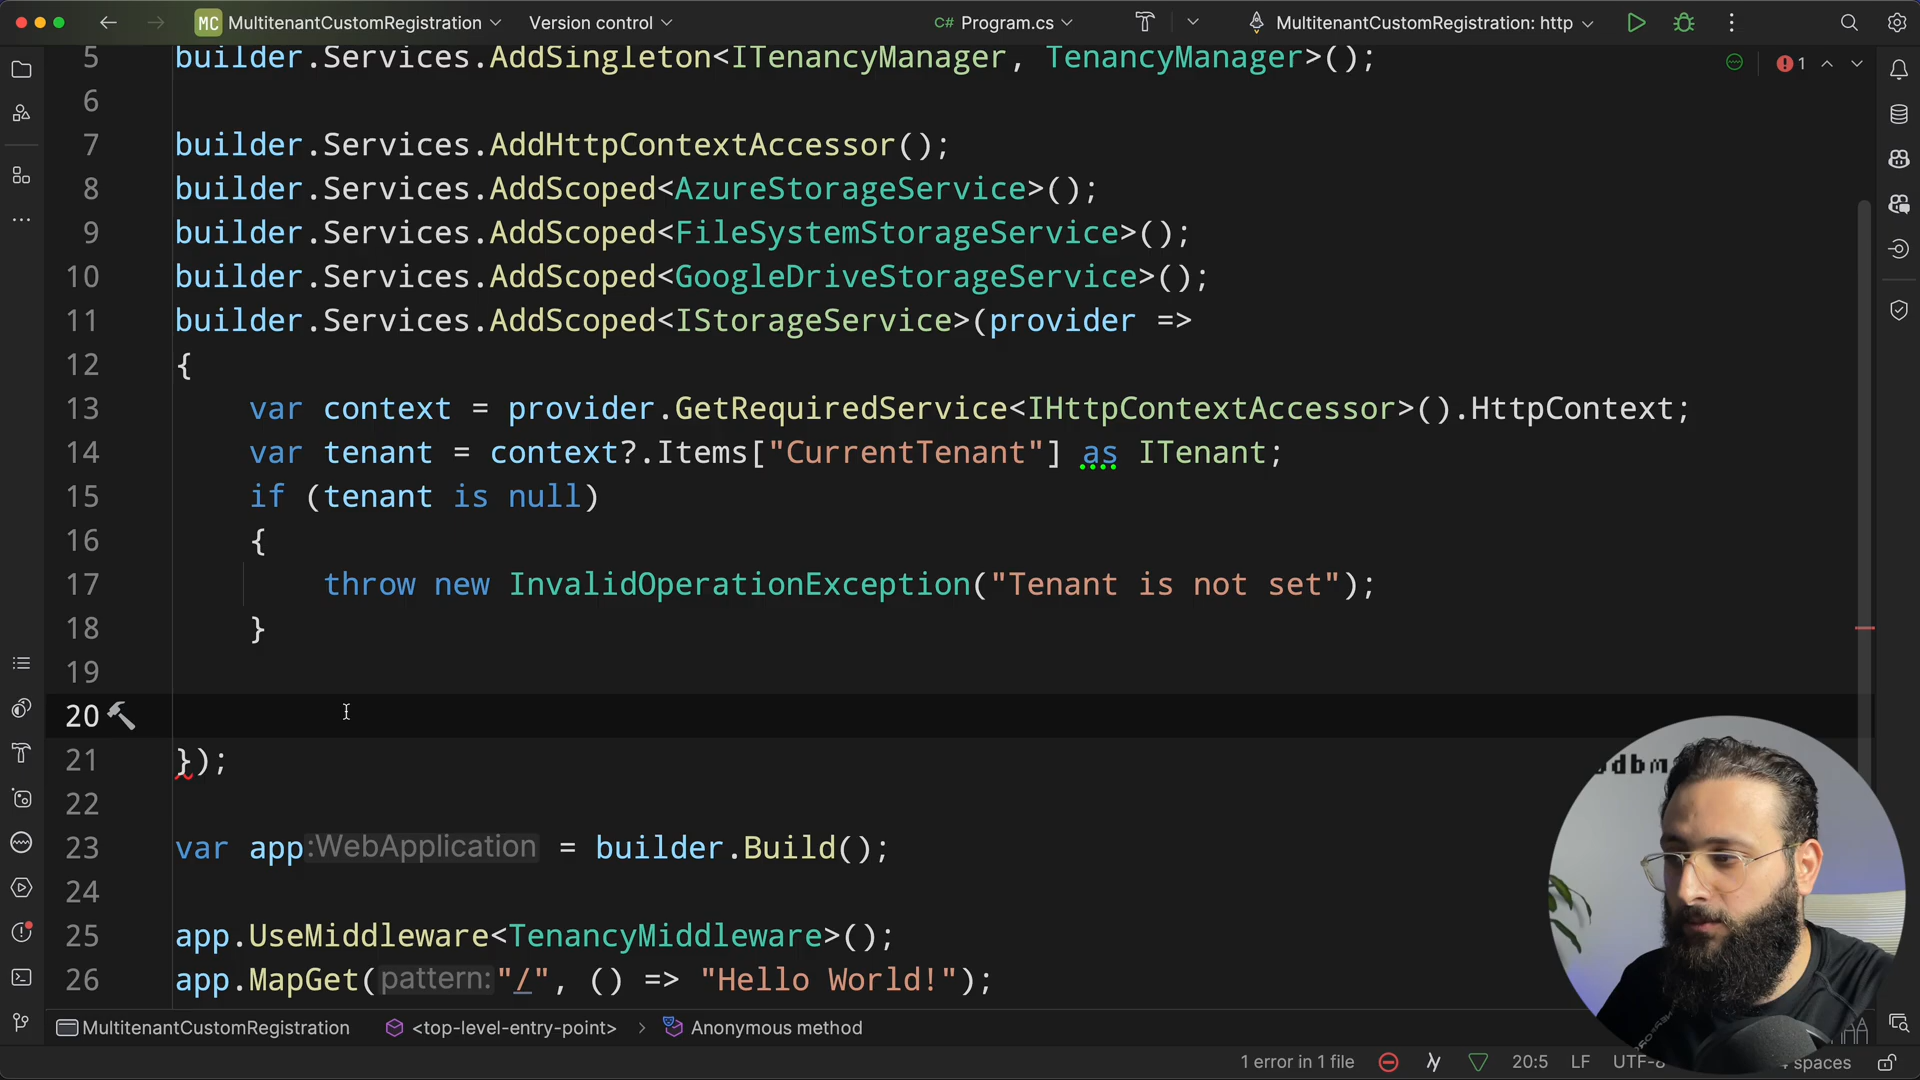 MC MultitenantCustomRegistration Version control C# Program.cs MultitenantCustomRegistration: http
5 builder.Services.AddSingleton<ITenancyManager, TenancyManager>(); 1
6
7 builder.Services.AddHttpContextAccessor();
8 builder.Services.AddScoped<AzureStorageService>();
9 builder.Services.AddScoped<FileSystemStorageService>();
10 builder.Services.AddScoped<GoogleDriveStorageService>();
11 builder.Services.AddScoped<IStorageService>(provider =>
12 {
13 var context = provider.GetRequiredService<IHttpContextAccessor>().HttpContext;
14 var tenant = context?.Items["CurrentTenant"] as ITenant;
15 if (tenant is null)
16 {
17 throw new InvalidOperationException("Tenant is not set");
18 }
19
20
21 });
22
23 var app:WebApplication = builder.Build();
24
25 app.UseMiddleware<TenancyMiddleware>();
26 app.MapGet(pattern:"/", () => "Hello World!");
MultitenantCustomRegistration <top-level-entry-point> > Anonymous method
1 error in 1 file 20:5 LF UTF-8 spaces